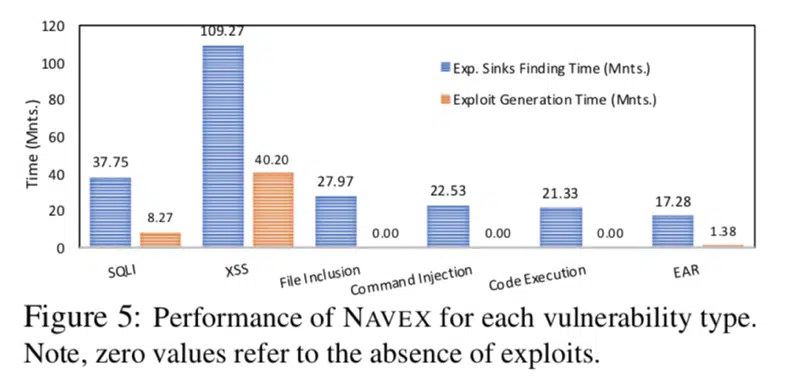 120
109.27
100
Exp. Sinks Finding Time (Mnts.)
80
Exploit Generation Time (Mnts.)
Time (Mnts.)
60
37.75
40.20
40
27.97
22.53
21.33
17.28
20
8.27
0.00
0.00
0.00
1.38
0
SQLI
XSS
File Inclusion
Command Injection
Code Execution
EAR
Figure 5: Performance of NAVEX for each vulnerability type.
Note, zero values refer to the absence of exploits.